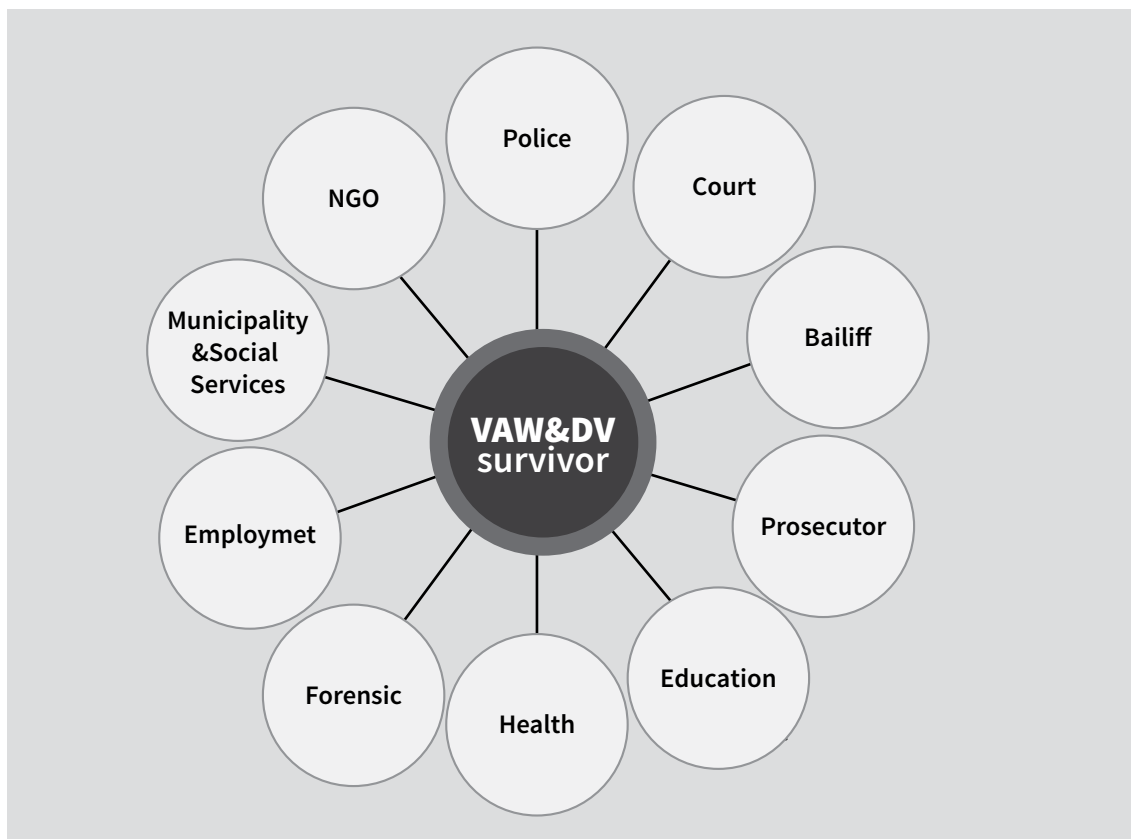 Police
Court
Bailiff
Prosecutor
Education
Health
Forensic
Employmet
Municipality
&Social
Services
NGO
VAW&DV
survivor